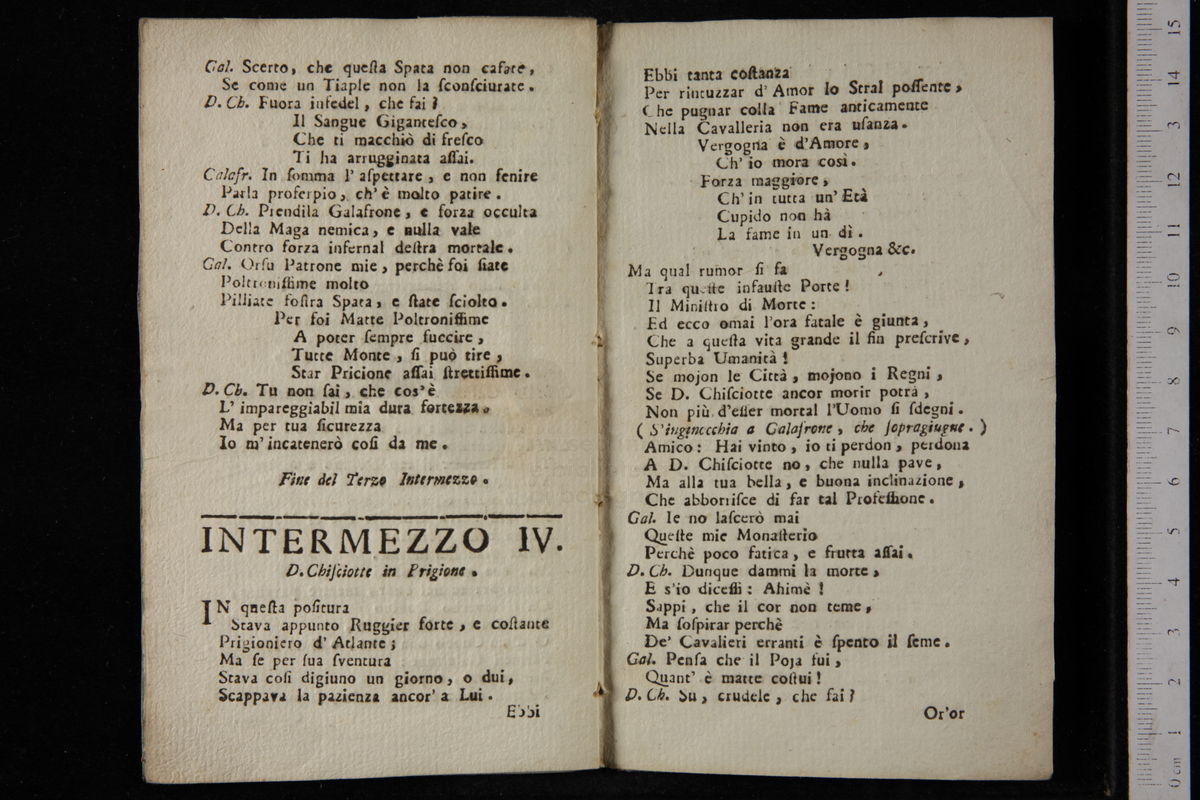 Gal. Scerto, che queſta Spata non cafate,
Se come un Tiaple non la ſconſciurate.
D. Ch. Fuora infedel, che fai?
Il Sangue Giganteſco,
Che ti macchiò di freſco
Ti ha arrugginata aſſai.
Calafr. In ſomma l' aſpettare, e non fenire
Parla proferpio, ch' è molto patire.
D. Ch. Prendila Galafrone, e forza occulta
Della Maga nemica, e nulla vale
Contro forza infernal deſtra mortale.
Gal. Orſu Patrone mie, perchè foi ſiate
Poltroniſſime molto
Pilliate foſtra Spata, e ſtate ſciolto.
Per foi Matte Poltroniſſime
A poter ſempre fuccire,
Tutte Monte, ſi può tire,
Star Pricione aſſai ſtrettiſſime.
D. Ch. Tu non ſai, che cos'è
L' impareggiabil mia dura fortezza.
Ma per tua ſicurezza
Io m' incatenerò coſi da me.
Fine del Terzo Intermezzo.
INTERMEZZO IV.
D. Chiſciotte in Prigione.
IN queſta poſitura
Stava appunto Ruggier forte, e coſtante
Prigioniero d' Atlante;
Ma ſe per ſua ſventura
Stava coſi digiuno un giorno, o dui,
Scappava la pazienza ancor' a Lui.
Ebbi
Ebbi tanta coſtanza
Per rintuzzar d' Amor lo Stral poſſente,
Che pugnar colla Fame anticamente
Nella Cavalleria non era uſanza.
Vergogna è d'Amore,
Ch' io mora così.
Forza maggiore,
Ch' in tutta un' Età
Cupido non hà
La fame in un dì.
Vergogna &c.
Ma qual rumor ſi fa
Tra queſte infauſte Porte!
Il Miniſtro di Morte:
Ed ecco omai l'ora fatale è giunta,
Che a queſta vita grande il fin preſcrive,
Superba Umanità!
Se mojon le Città, mojono i Regni,
Se D. Chiſciotte ancor morir potrà,
Non più d'eſſer mortal l'Uomo ſi ſdegni.
(S'inginocchia a Galafrone, che ſopragiugne.)
Amico: Hai vinto, io ti perdon, perdona
A D. Chiſciotte no, che nulla pave,
Ma alla tua bella, e buona inclinazione,
Che abborriſce di far tal Profeſſione.
Gal. Ie no laſcerò mai
Queſte mie Monaſterio
Perchè poco fatica, e frutta aſſai.
D. Ch. Dunque dammi la morte,
E s'io diceſſi: Ahimè!
Sappi, che il cor non teme,
Ma ſoſpirar perchè
De' Cavalieri erranti è ſpento il ſeme.
Gal. Penſa che il Poja fui,
Quant' è matte coſtui!
D. Ch. Su, crudele, che fai?
Or'or